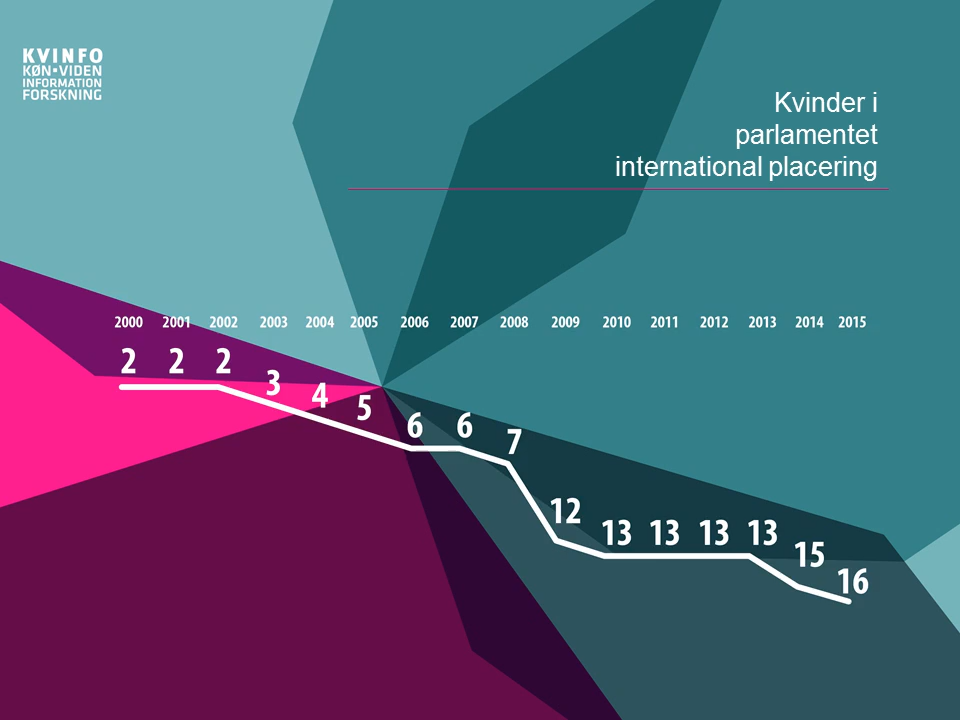 KVINFO
KØN▪VIDEN
INFORMATION
FORSKNING
Kvinder i
parlamentet
international placering
2000 2001 2002 2003 2004 2005 2006 2007 2008 2009 2010 2011 2012 2013 2014 2015
2 2 2 3 4 5 6 6 7 12 13 13 13 13 15 16